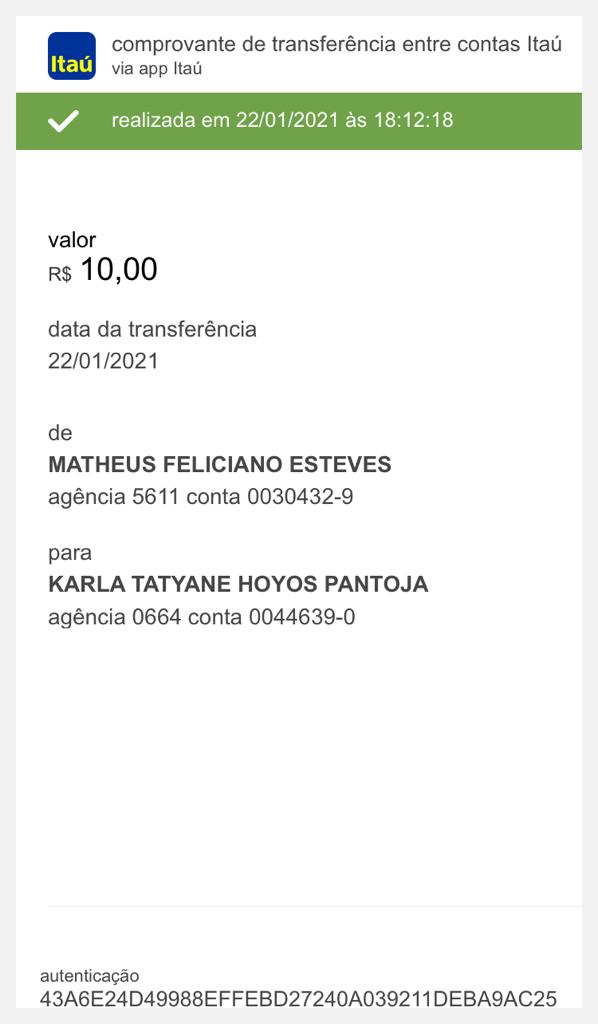 Itaú
comprovante de transferência entre contas Itaú
via app Itaú
realizada em 22/01/2021 às 18:12:18
valor
R$ 10,00
data da transferência
22/01/2021
de
MATHEUS FELICIANO ESTEVES
agência 5611 conta 0030432-9
para
KARLA TATYANE HOYOS PANTOJA
agência 0664 conta 0044639-0
autenticação
43A6E24D49988EFFEBD27240A039211DEBA9AC25